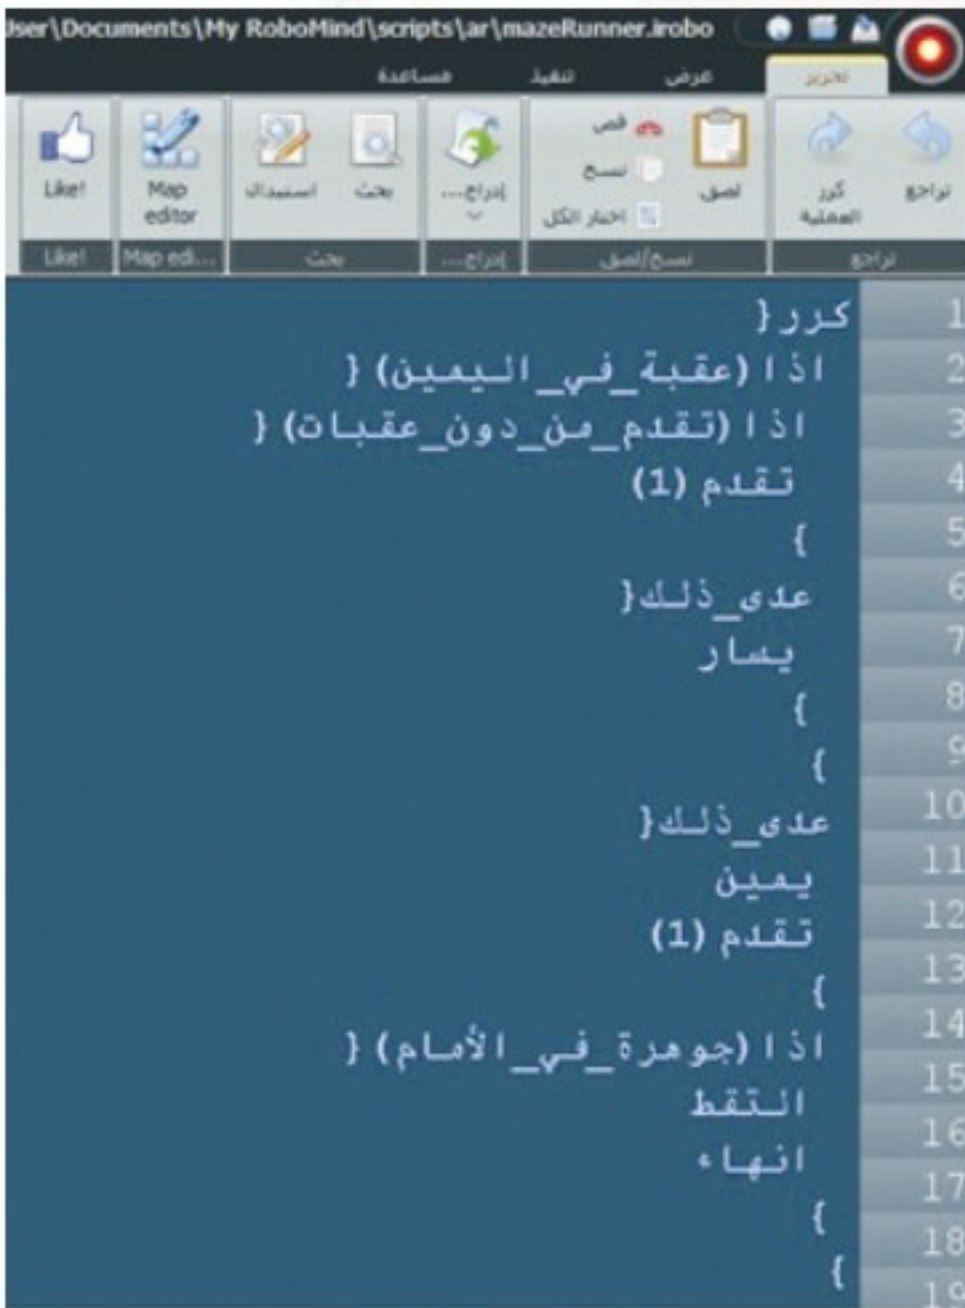 User\Documents\My RoboMind\scripts\ar\mazeRunner.irobo
تحرير عرض تنفيذ مساعدة
تراجع
كرر العملية
لصق
قص
نسخ
اختار الكل
إدراج...
بحث
استبدال
Map editor
Like!
تراجع نسخ/لصق إدراج... بحث Map edi... Like!
1 كرر{
2 اذا (عقبة_في_اليمين) {
3 اذا (تقدم_من_دون_عقبات) {
4 تقدم (1)
5 }
6 عدى_ذلك{
7 يسار
8 }
9 }
10 عدى_ذلك{
11 يمين
12 تقدم (1)
13 }
14 اذا (جوهرة_في_الأمام) {
15 التقط
16 انهاء
17 }
18 }
19